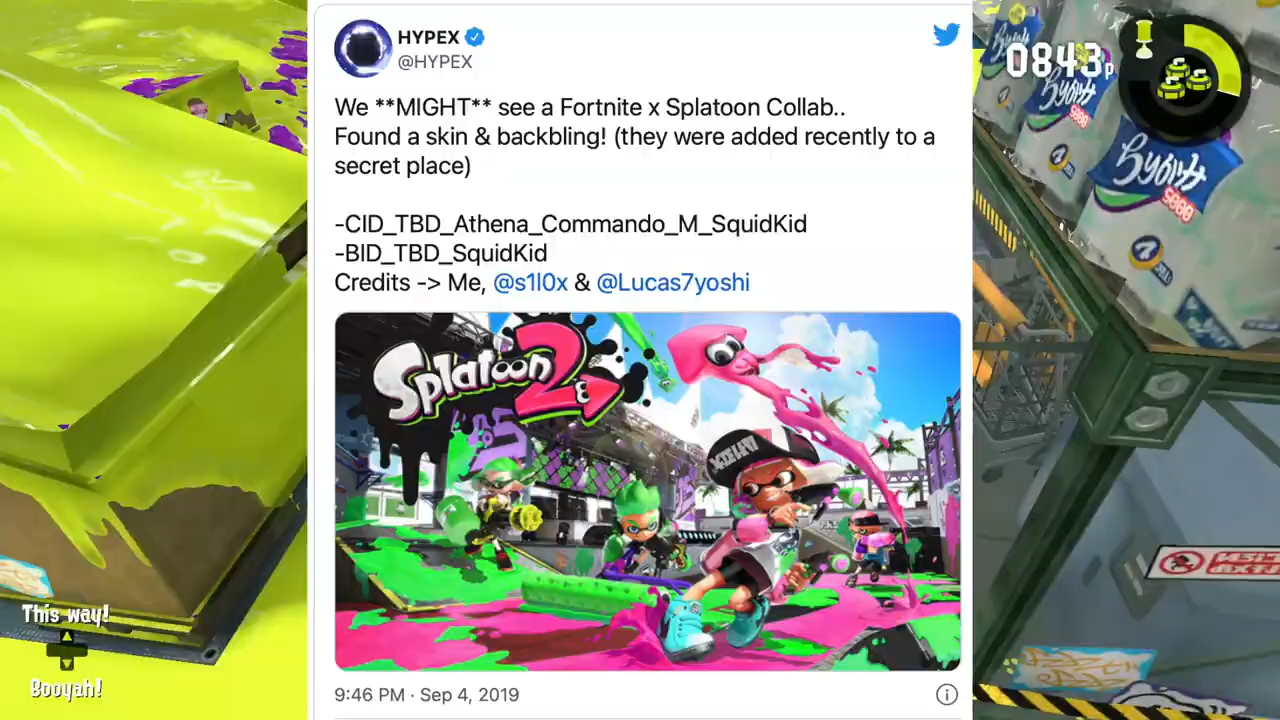 HYPEX
@HYPEX
We **MIGHT** see a Fortnite x Splatoon Collab..
Found a skin & backbling! (they were added recently to a
secret place)
-CID_TBD_Athena_Commando_M_SquidKid
-BID_TBD_SquidKid
Credits -> Me, @s1l0x & @Lucas7yoshi
Splatoon 2
9:46 PM · Sep 4, 2019
0843p
5000
This way!
Booyah!